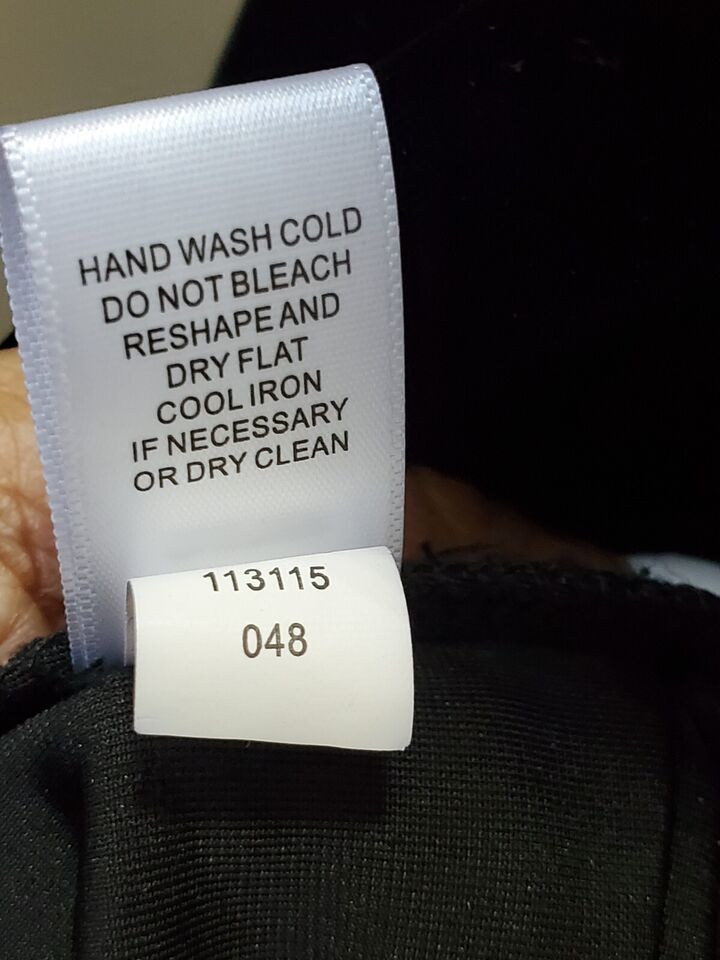 HAND WASH COLD
DO NOT BLEACH
RESHAPE AND
DRY FLAT
COOL IRON
IF NECESSARY
OR DRY CLEAN
113115
048